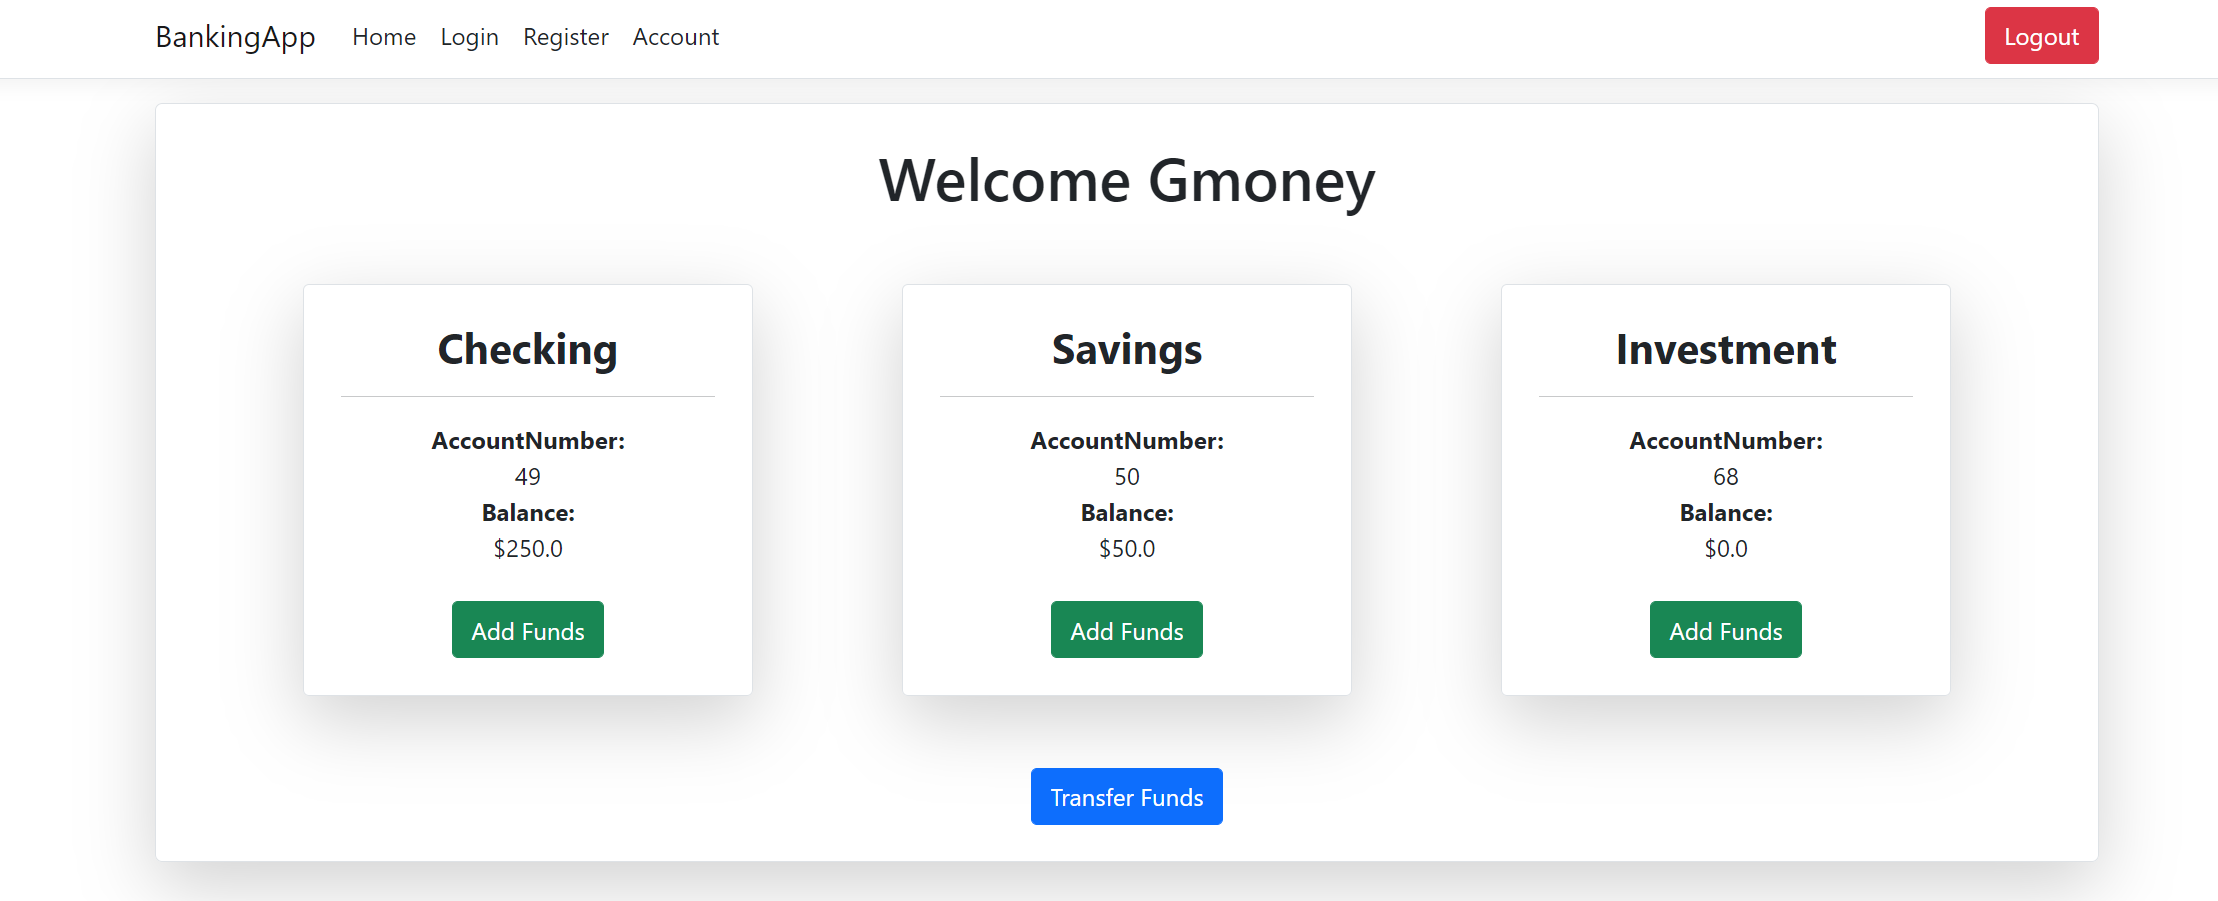 BankingApp Home Login Register Account Logout
Welcome Gmoney
Checking
AccountNumber:
49
Balance:
$250.0
Add Funds
Savings
AccountNumber:
50
Balance:
$50.0
Add Funds
Investment
AccountNumber:
68
Balance:
$0.0
Add Funds
Transfer Funds